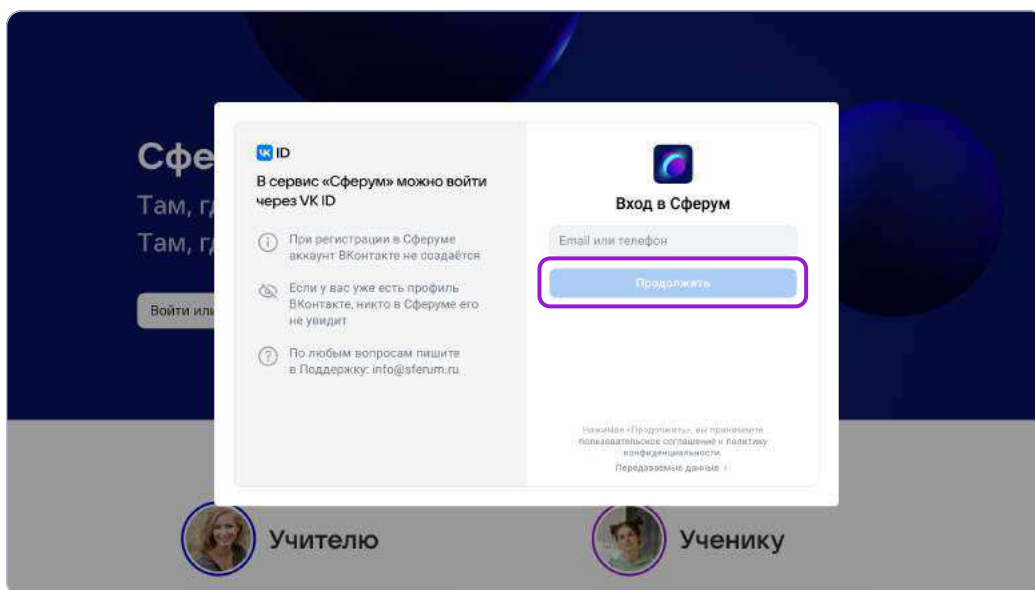 Сфе
Там, г
Там, г
Войти или
VK ID
В сервис «Сферум» можно войти
через VK ID
При регистрации в Сферуме
аккаунт ВКонтакте не создаётся
Если у вас уже есть профиль
ВКонтакте, никто в Сферуме его
не увидит
По любым вопросам пишите
в Поддержку: info@sferum.ru
Вход в Сферум
Email или телефон
Продолжить
Нажимая «Продолжить», вы принимаете
пользовательское соглашение и политику
конфиденциальности.
Передаваемые данные ›
Учителю
Ученику